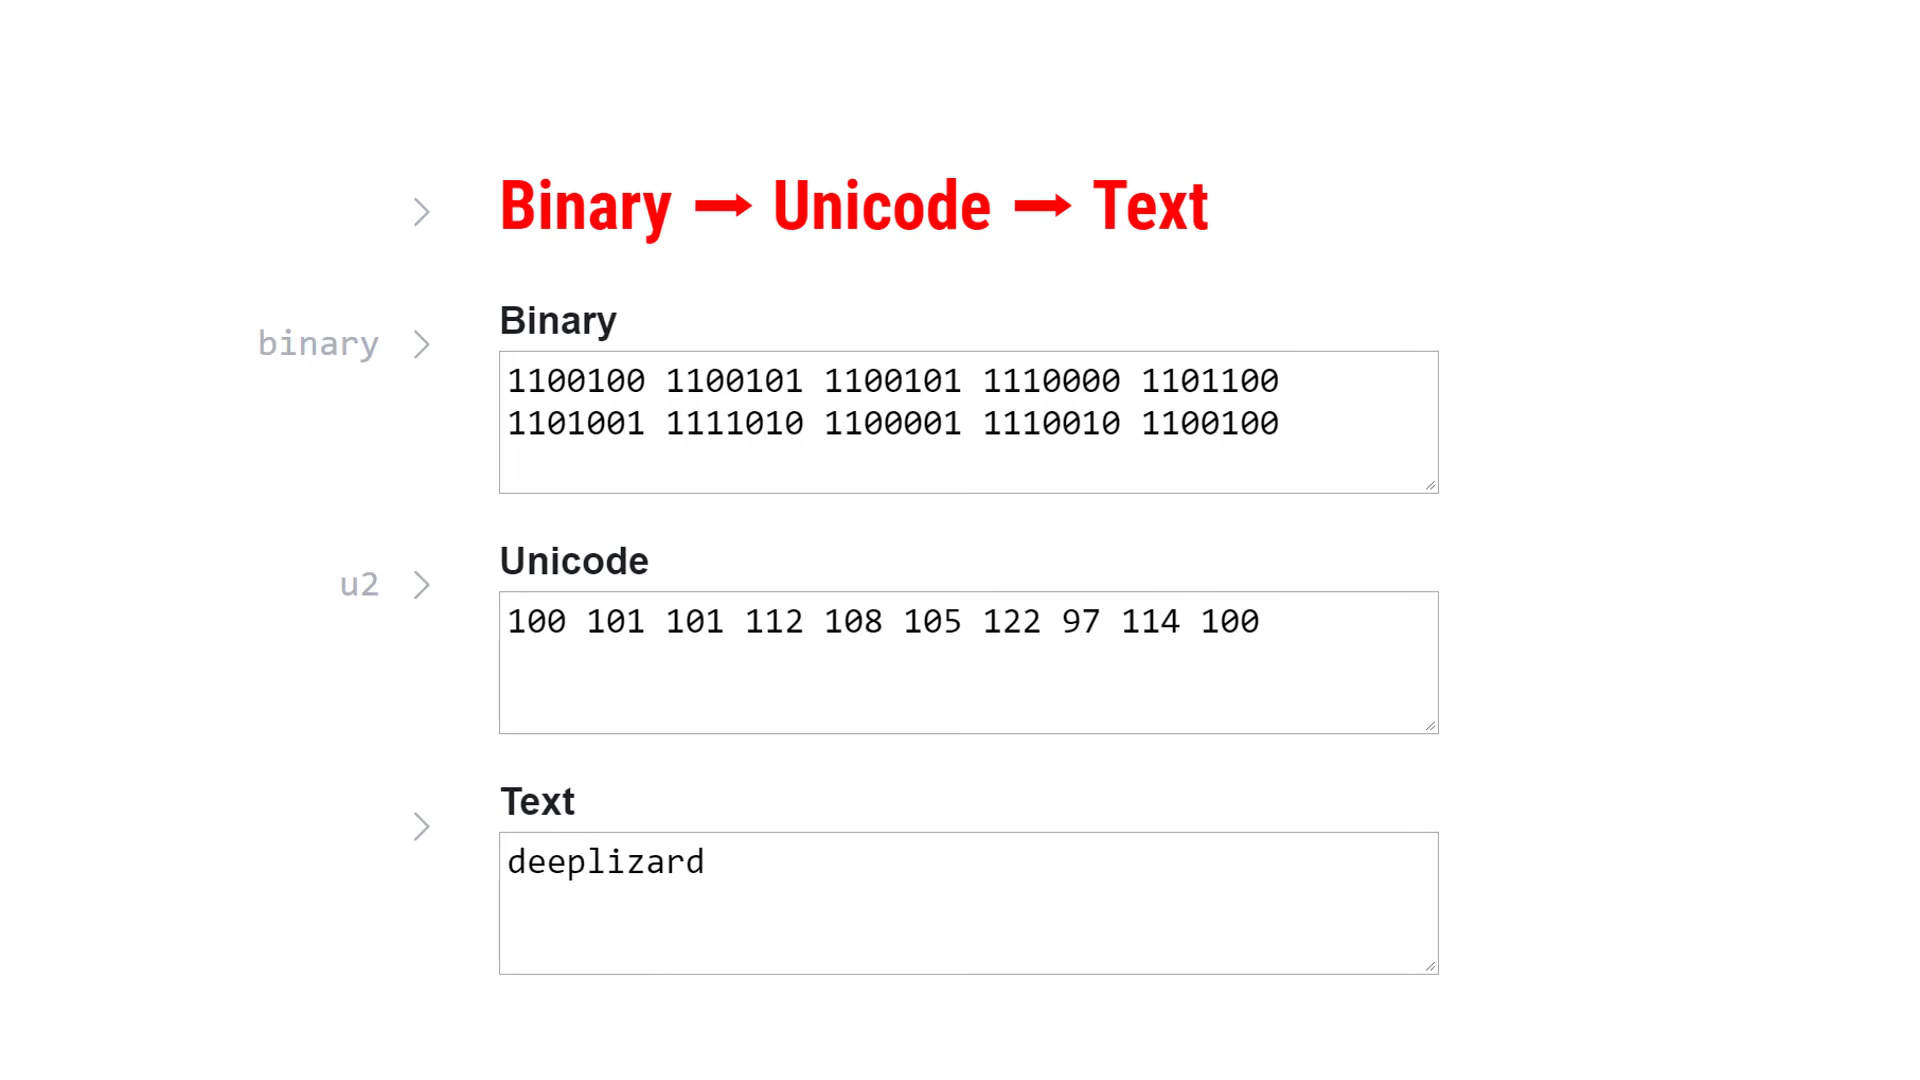 Binary → Unicode → Text
binary
Binary
1100100 1100101 1100101 1110000 1101100
1101001 1111010 1100001 1110010 1100100
u2
Unicode
100 101 101 112 108 105 122 97 114 100
Text
deeplizard